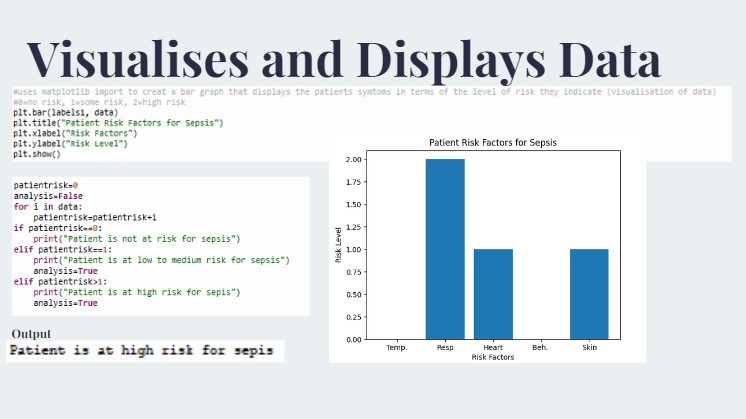 Visualises and Displays Data
#uses matplotlib import to creat a bar graph that displays the patients symtoms in terms of the level of risk they indicate (visualisation of data)
#0=no risk, 1=some risk, 2=high risk
plt.bar(labels1, data)
plt.title("Patient Risk Factors for Sepsis")
plt.xlabel("Risk Factors")
plt.ylabel("Risk Level")
plt.show()
patientrisk=0
analysis=False
for i in data:
    patientrisk=patientrisk+i
if patientrisk==0:
    print("Patient is not at risk for sepsis")
elif patientrisk==1:
    print("Patient is at low to medium risk for sepsis")
    analysis=True
elif patientrisk>1:
    print("Patient is at high risk for sepis")
    analysis=True
Output
Patient is at high risk for sepis
Patient Risk Factors for Sepsis
Risk Level
2.00
1.75
1.50
1.25
1.00
0.75
0.50
0.25
0.00
Temp. Resp Heart Beh. Skin
Risk Factors